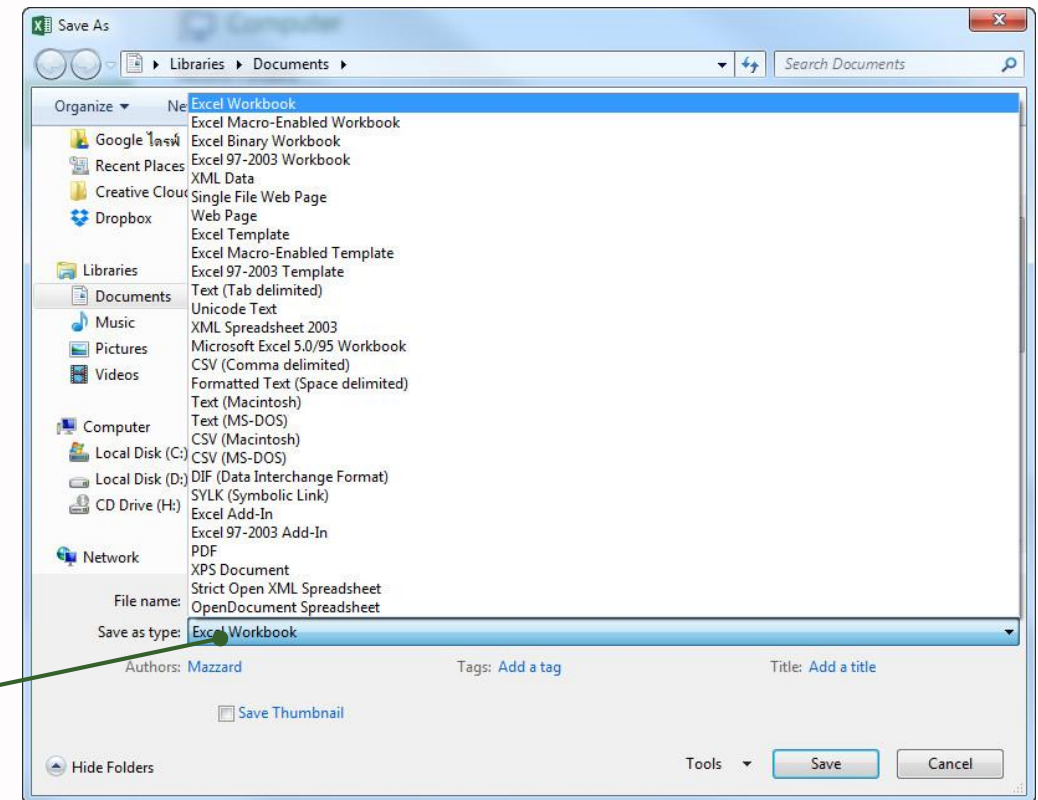 Save As
Libraries Documents
Search Documents
Organize
Excel Workbook
Excel Macro-Enabled Workbook
Excel Binary Workbook
Excel 97-2003 Workbook
XML Data
Single File Web Page
Web Page
Excel Template
Excel Macro-Enabled Template
Excel 97-2003 Template
Text (Tab delimited)
Unicode Text
XML Spreadsheet 2003
Microsoft Excel 5.0/95 Workbook
CSV (Comma delimited)
Formatted Text (Space delimited)
Text (Macintosh)
Text (MS-DOS)
CSV (Macintosh)
CSV (MS-DOS)
DIF (Data Interchange Format)
SYLK (Symbolic Link)
Excel Add-In
Excel 97-2003 Add-In
PDF
XPS Document
Strict Open XML Spreadsheet
OpenDocument Spreadsheet
Google ไดรฟ์
Recent Places
Creative Cloud
Dropbox
Libraries
Documents
Music
Pictures
Videos
Computer
Local Disk (C:)
Local Disk (D:)
CD Drive (H:)
Network
File name:
Save as type: Excel Workbook
Authors: Mazzard Tags: Add a tag Title: Add a title
Save Thumbnail
Hide Folders Tools Save Cancel